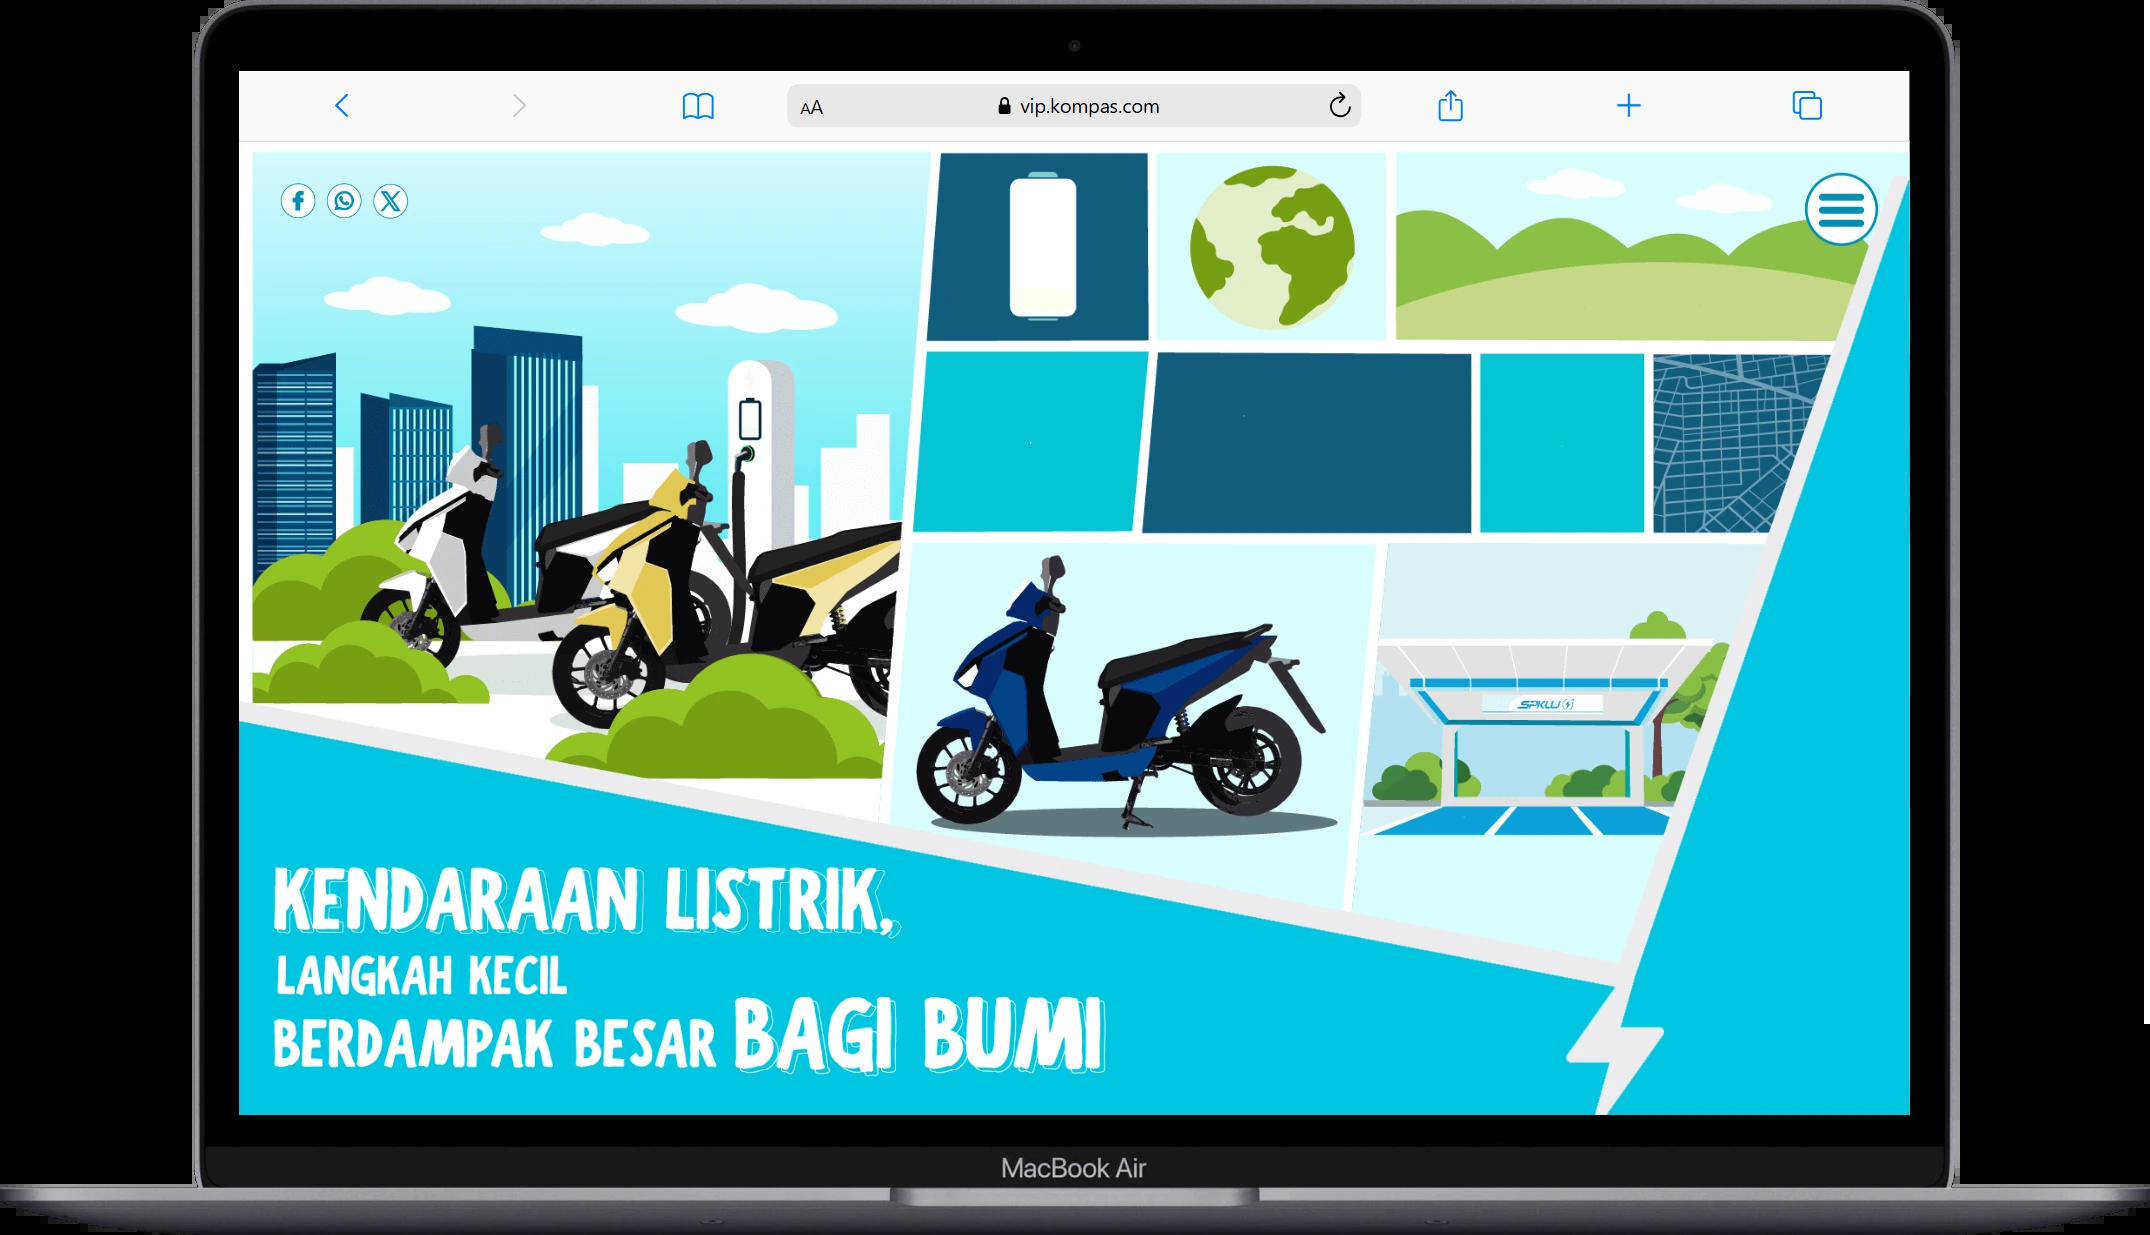 AA
vip.kompas.com
SPKLU
KENDARAAN LISTRIK,
LANGKAH KECIL
BERDAMPAK BESAR BAGI BUMI
MacBook Air